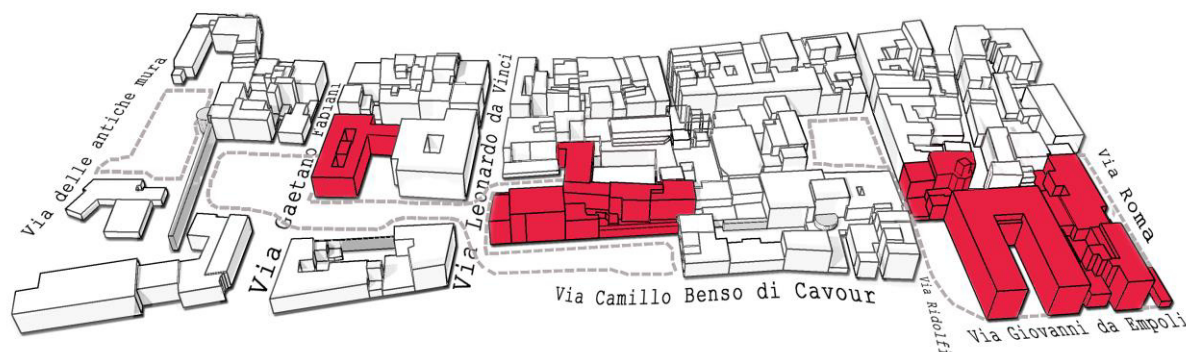 Via delle antiche mura
Via Gaetano Fabiani
Via Leonardo da Vinci
Via Camillo Benso di Cavour
Via Ridolfi
Via Giovanni da Empoli
Via Roma